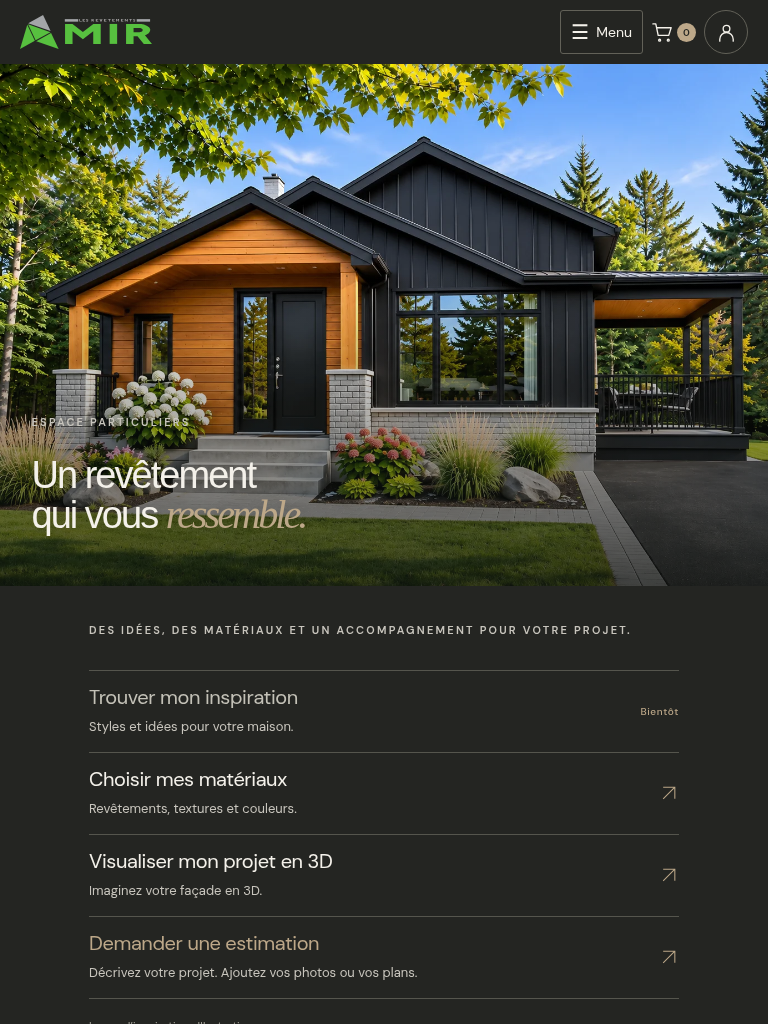 LES REVÊTEMENTS
MIR
☰ Menu
0
ESPACE PARTICULIERS
Un revêtement
qui vous ressemble.
DES IDÉES, DES MATÉRIAUX ET UN ACCOMPAGNEMENT POUR VOTRE PROJET.
Trouver mon inspiration
Styles et idées pour votre maison.
Bientôt
Choisir mes matériaux
Revêtements, textures et couleurs.
Visualiser mon projet en 3D
Imaginez votre façade en 3D.
Demander une estimation
Décrivez votre projet. Ajoutez vos photos ou vos plans.